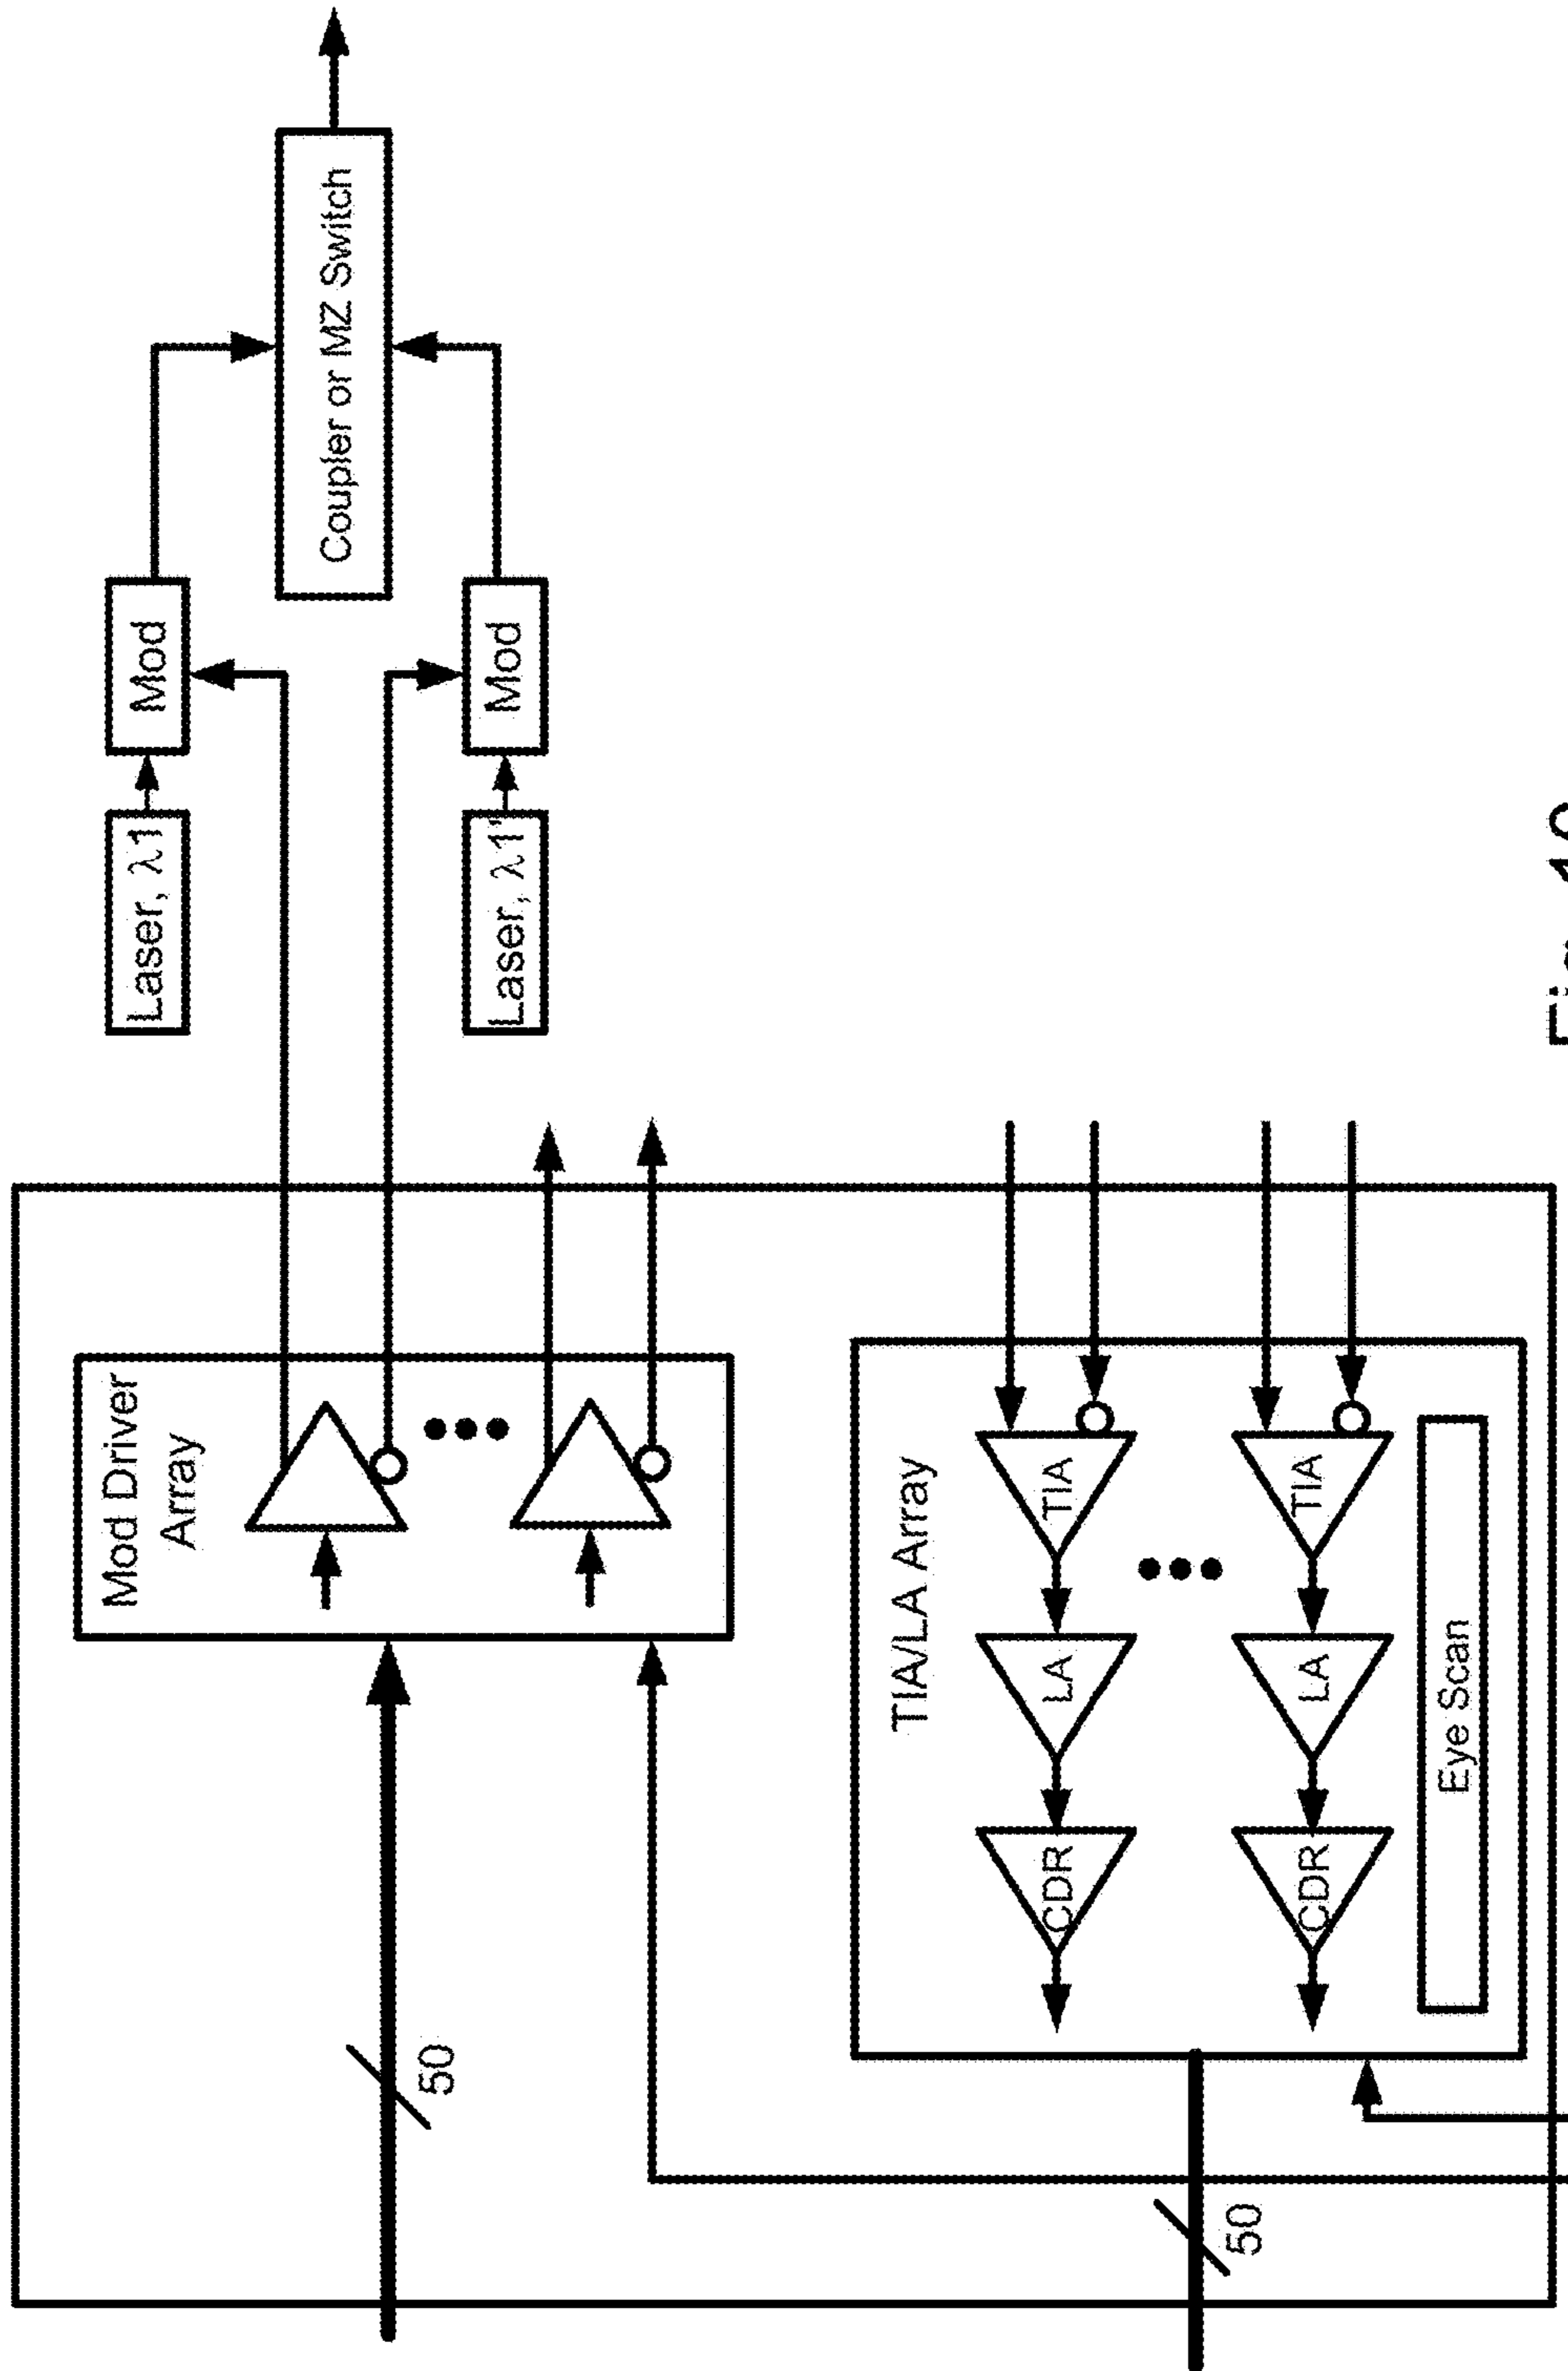 Laser, λ1
Mod
Coupler or MZ Switch
Laser, λ1'
Mod
Mod Driver
Array
50
TIA/LA Array
CDR
LA
TIA
CDR
LA
TIA
Eye Scan
50